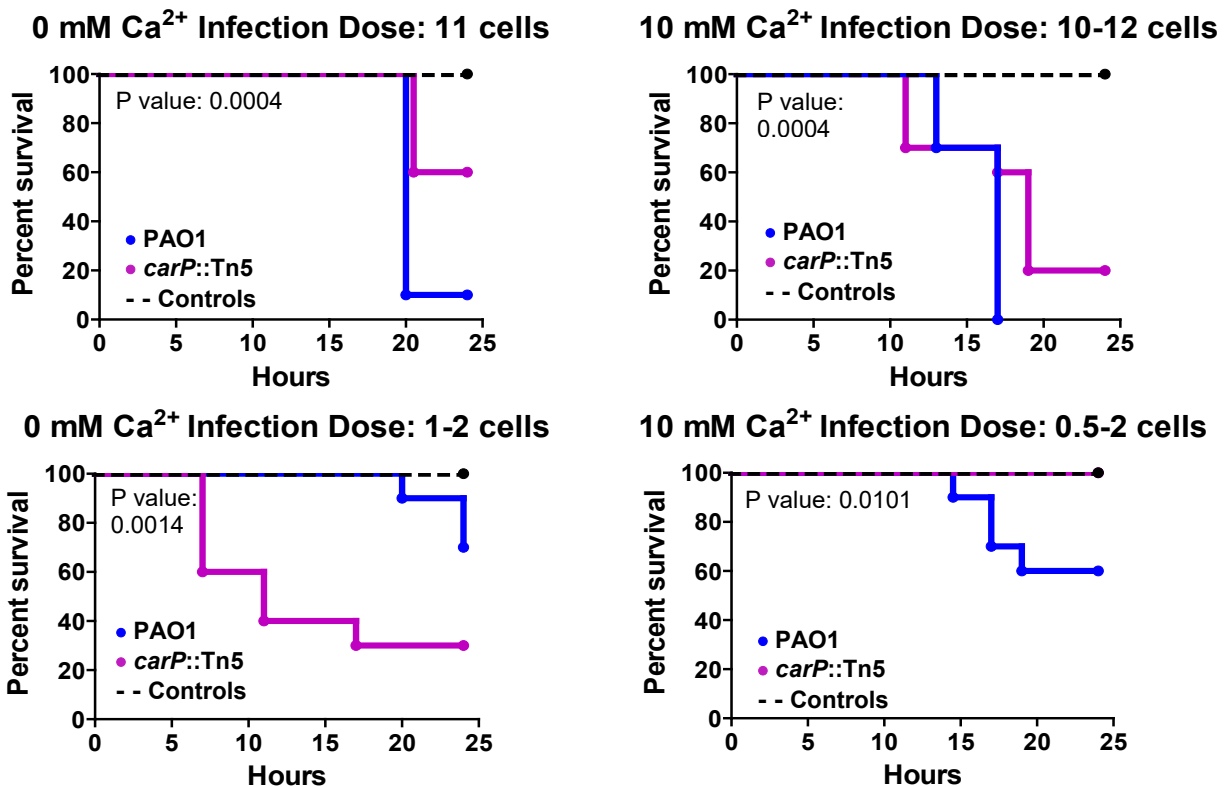 0 mM Ca²⁺ Infection Dose: 11 cells
100
80
60
40
20
0
P value: 0.0004
PAO1
carP::Tn5
- - Controls
0 5 10 15 20 25
Percent survival
Hours
10 mM Ca²⁺ Infection Dose: 10-12 cells
100
80
60
40
20
0
P value:
0.0004
PAO1
carP::Tn5
- - Controls
0 5 10 15 20 25
Percent survival
Hours
0 mM Ca²⁺ Infection Dose: 1-2 cells
100
80
60
40
20
0
P value:
0.0014
PAO1
carP::Tn5
- - Controls
0 5 10 15 20 25
Percent survival
Hours
10 mM Ca²⁺ Infection Dose: 0.5-2 cells
100
80
60
40
20
0
P value: 0.0101
PAO1
carP::Tn5
- - Controls
0 5 10 15 20 25
Percent survival
Hours